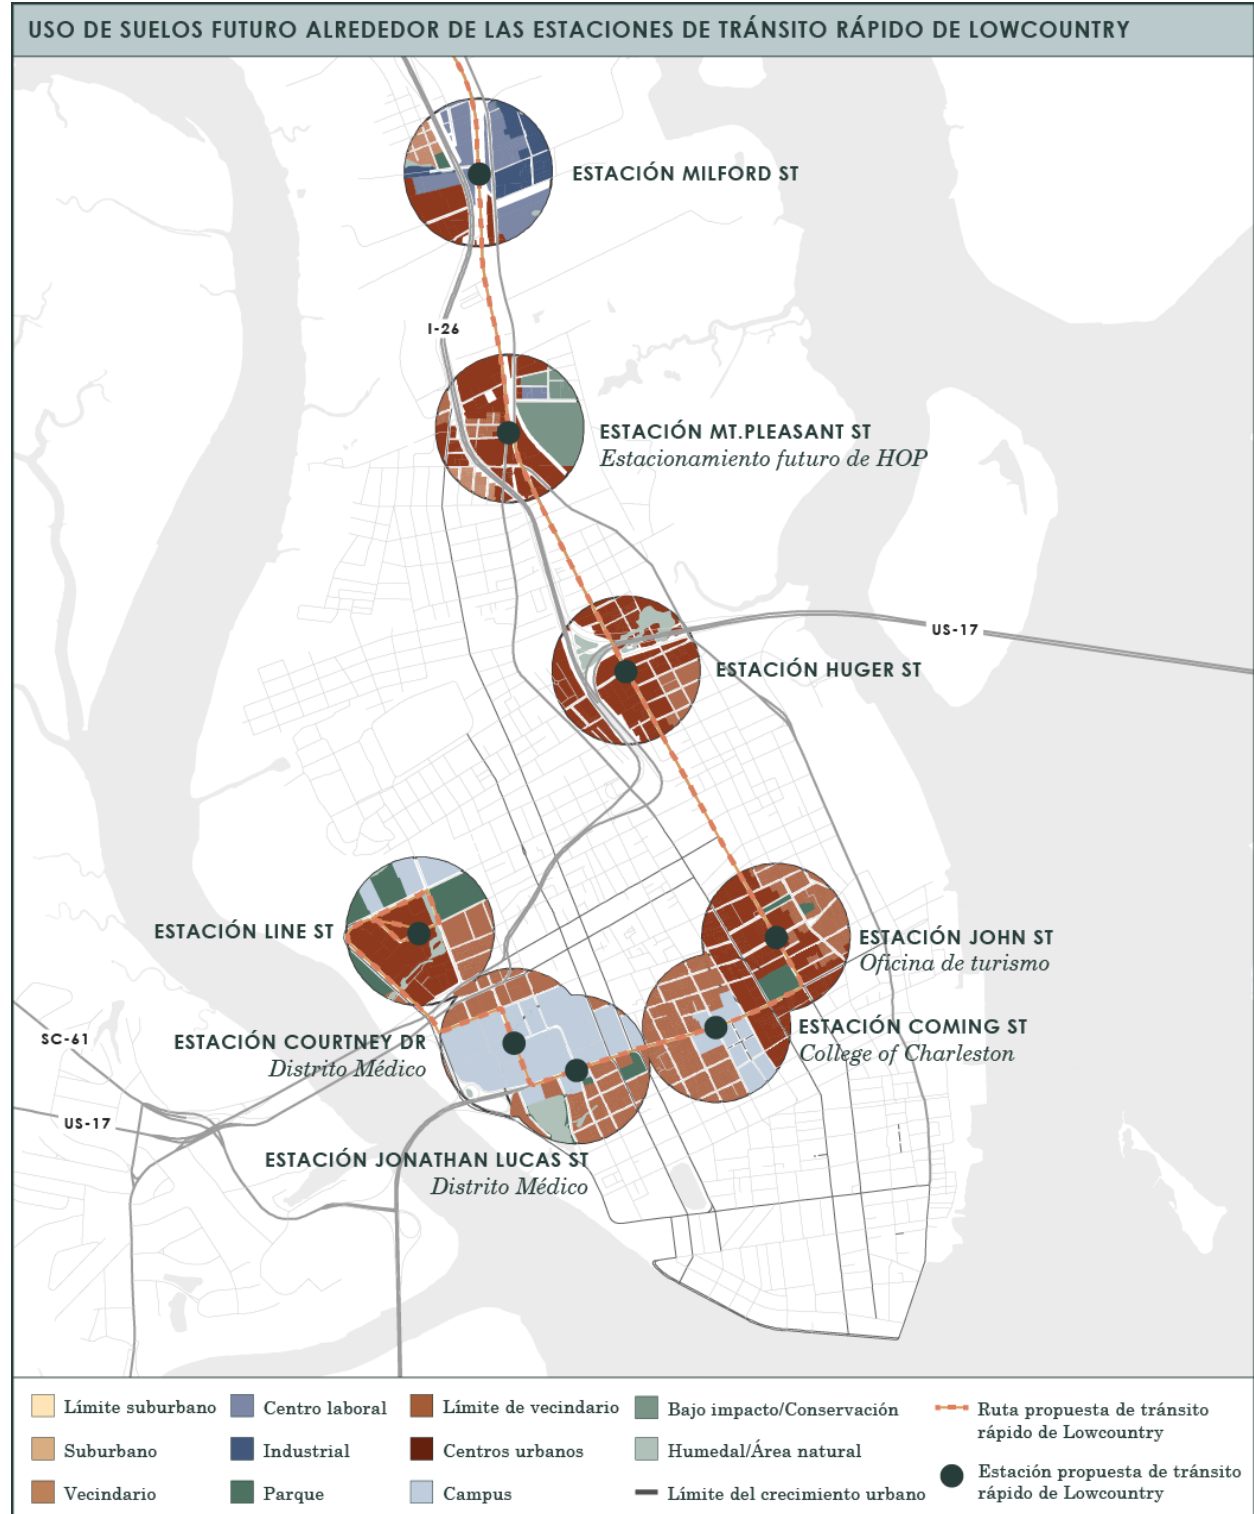 USO DE SUELOS FUTURO ALREDEDOR DE LAS ESTACIONES DE TRÁNSITO RÁPIDO DE LOWCOUNTRY
ESTACIÓN MILFORD ST
I-26
ESTACIÓN MT.PLEASANT ST
Estacionamiento futuro de HOP
US-17
ESTACIÓN HUGER ST
ESTACIÓN LINE ST
ESTACIÓN JOHN ST
Oficina de turismo
ESTACIÓN COMING ST
College of Charleston
SC-61
ESTACIÓN COURTNEY DR
Distrito Médico
US-17
ESTACIÓN JONATHAN LUCAS ST
Distrito Médico
Límite suburbano
Suburbano
Vecindario
Centro laboral
Industrial
Parque
Límite de vecindario
Centros urbanos
Campus
Bajo impacto/Conservación
Humedal/Área natural
Límite del crecimiento urbano
Ruta propuesta de tránsito
rápido de Lowcountry
Estación propuesta de tránsito
rápido de Lowcountry